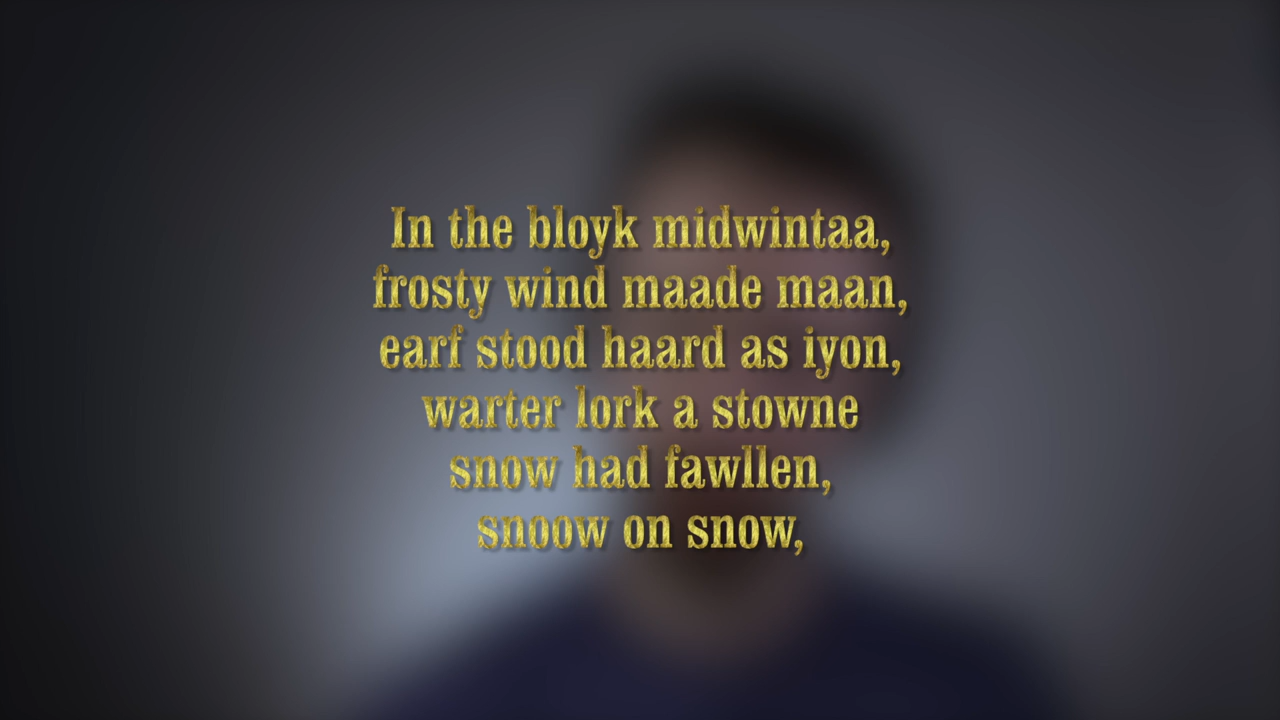 In the bloyk midwintaa,
frosty wind maade maan,
earf stood haard as iyon,
warter lork a stowne
snow had fawllen,
snoow on snow,